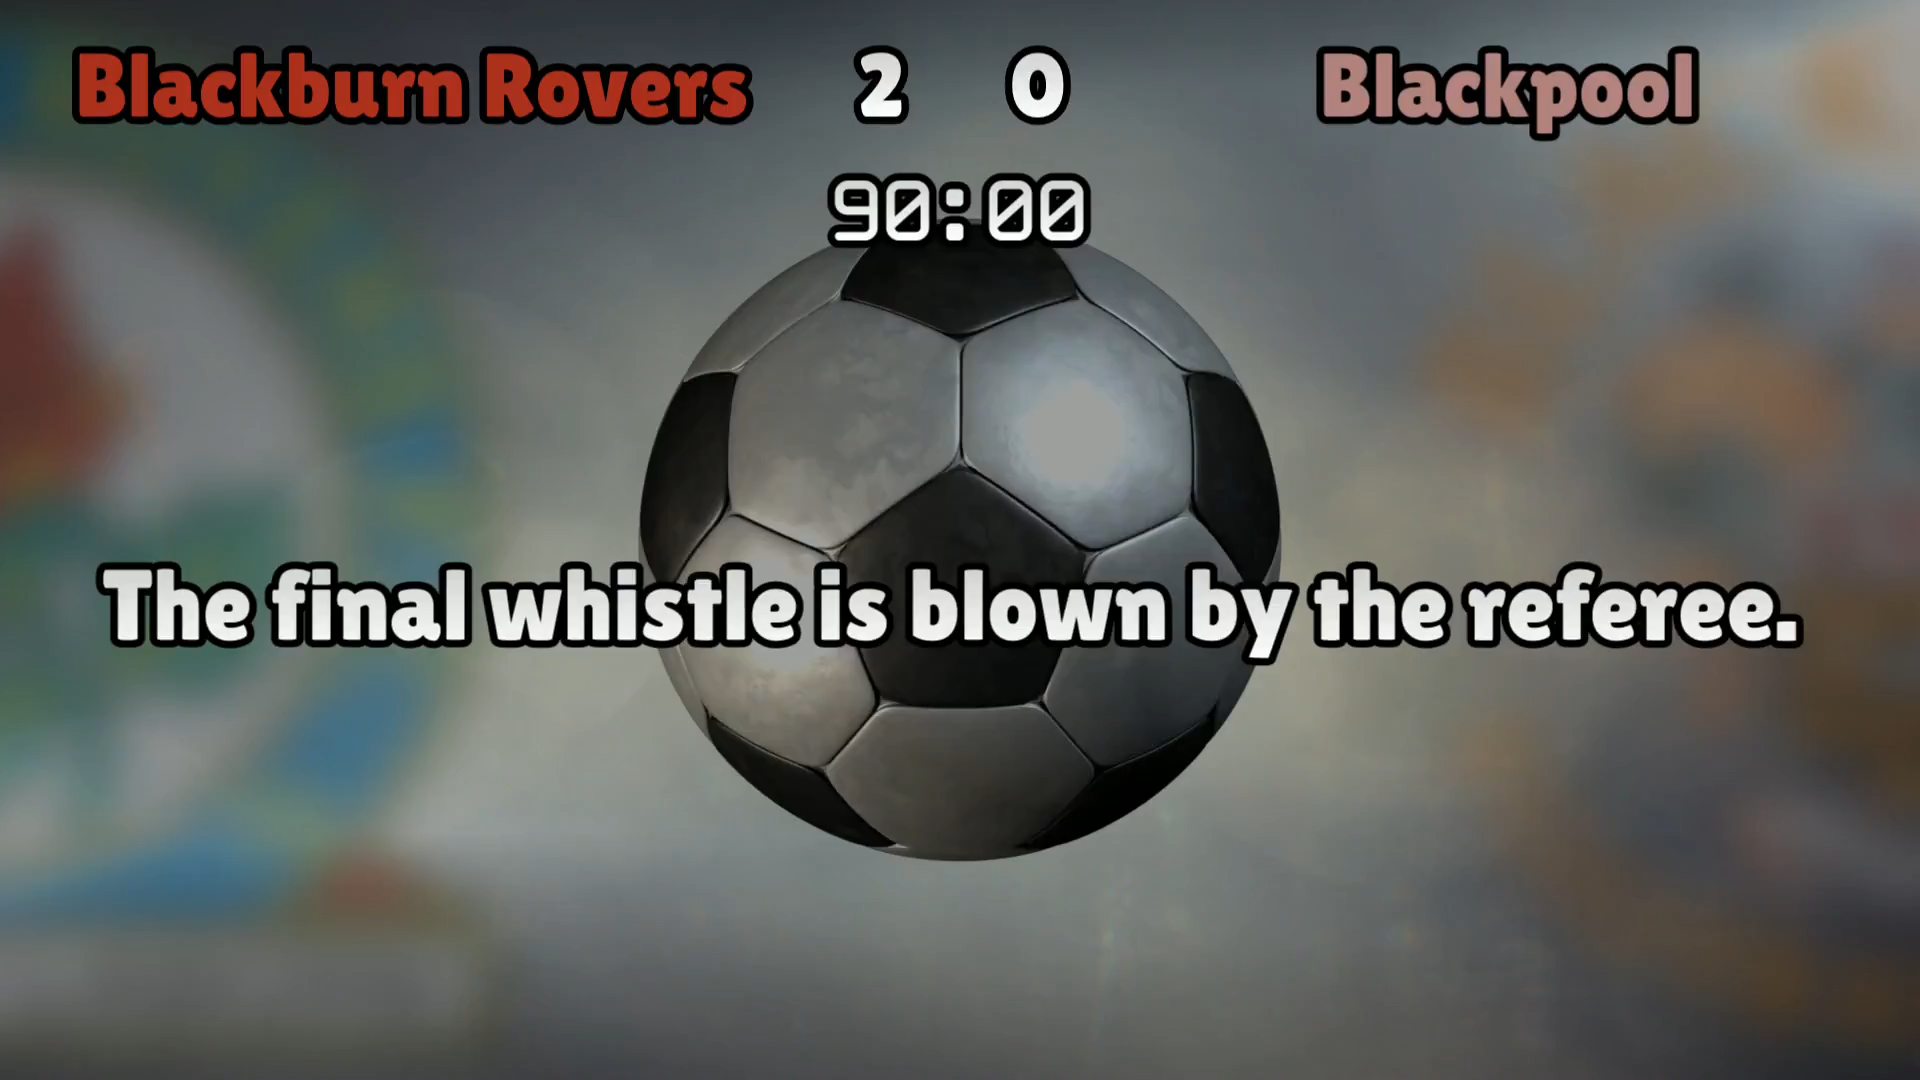 Blackburn Rovers 2 0 Blackpool
90:00
The final whistle is blown by the referee.